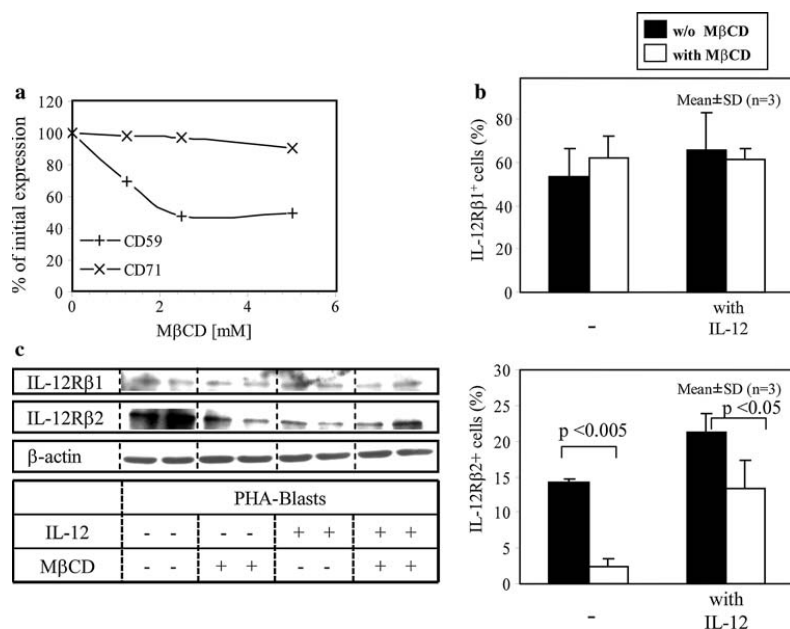 w/o MβCD
with MβCD
a
% of initial expression
120
100
80
60
40
20
0
CD59
CD71
0 2 4 6
MβCD [mM]
b
IL-12Rβ1+ cells (%)
Mean±SD (n=3)
80
60
40
20
0
-
with
IL-12
c
IL-12Rβ1
IL-12Rβ2
β-actin
PHA-Blasts
IL-12 - - - - + + + +
MβCD - - + + - - + +
IL-12Rβ2+ cells (%)
30
25
20
15
10
5
0
Mean±SD (n=3)
p <0.05
p <0.005
-
with
IL-12